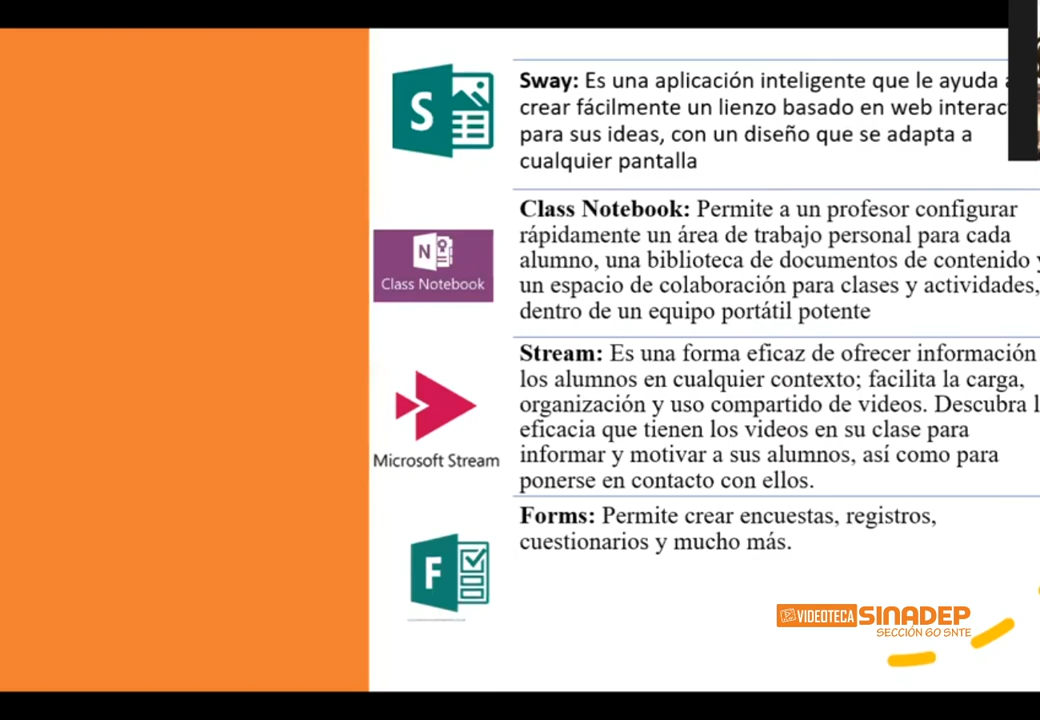 S
Sway: Es una aplicación inteligente que le ayuda
crear fácilmente un lienzo basado en web interac
para sus ideas, con un diseño que se adapta a
cualquier pantalla
N
Class Notebook
Class Notebook: Permite a un profesor configurar
rápidamente un área de trabajo personal para cada
alumno, una biblioteca de documentos de contenido y
un espacio de colaboración para clases y actividades,
dentro de un equipo portátil potente
Microsoft Stream
Stream: Es una forma eficaz de ofrecer información
los alumnos en cualquier contexto; facilita la carga,
organización y uso compartido de videos. Descubra l
eficacia que tienen los videos en su clase para
informar y motivar a sus alumnos, así como para
ponerse en contacto con ellos.
F
Forms: Permite crear encuestas, registros,
cuestionarios y mucho más.
VIDEOTECA SINADEP
SECCIÓN 60 SNTE